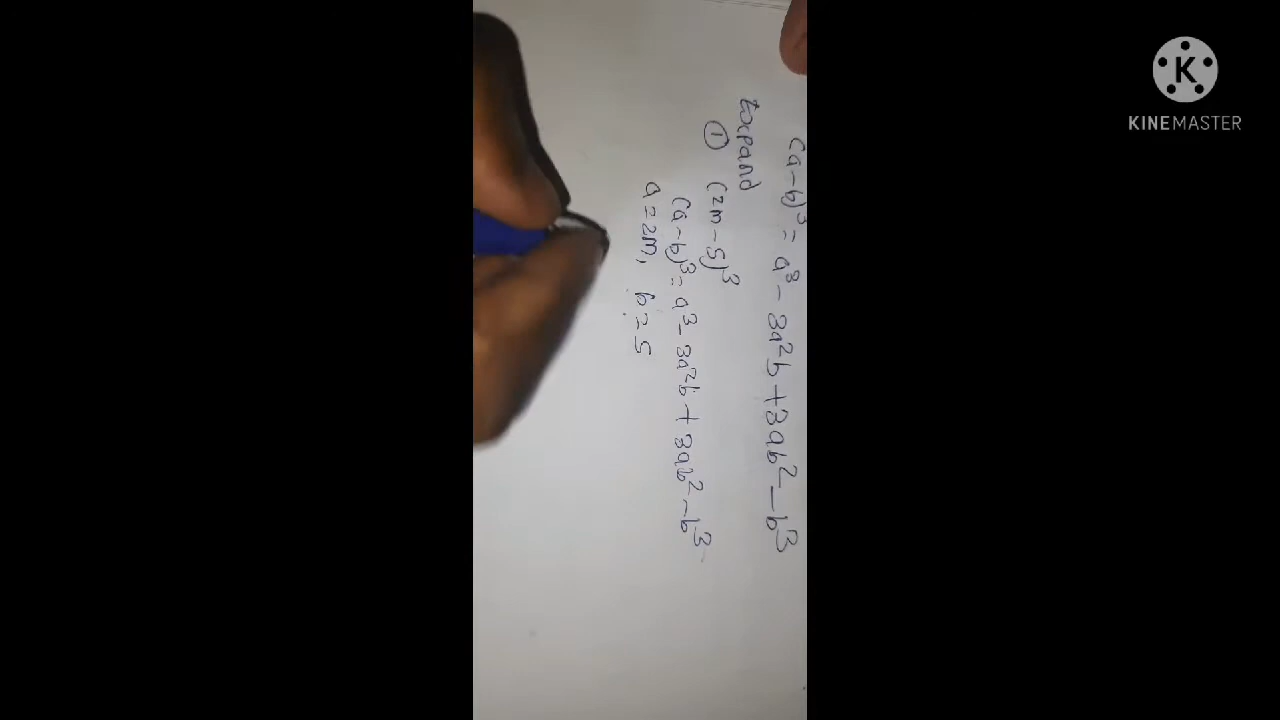 (a-b)³ = a³ - 3a²b + 3ab² - b³
Expand
① (2m - 5)³
(a-b)³ = a³ - 3a²b + 3ab² - b³
a = 2m, b = 5
K
KINEMASTER